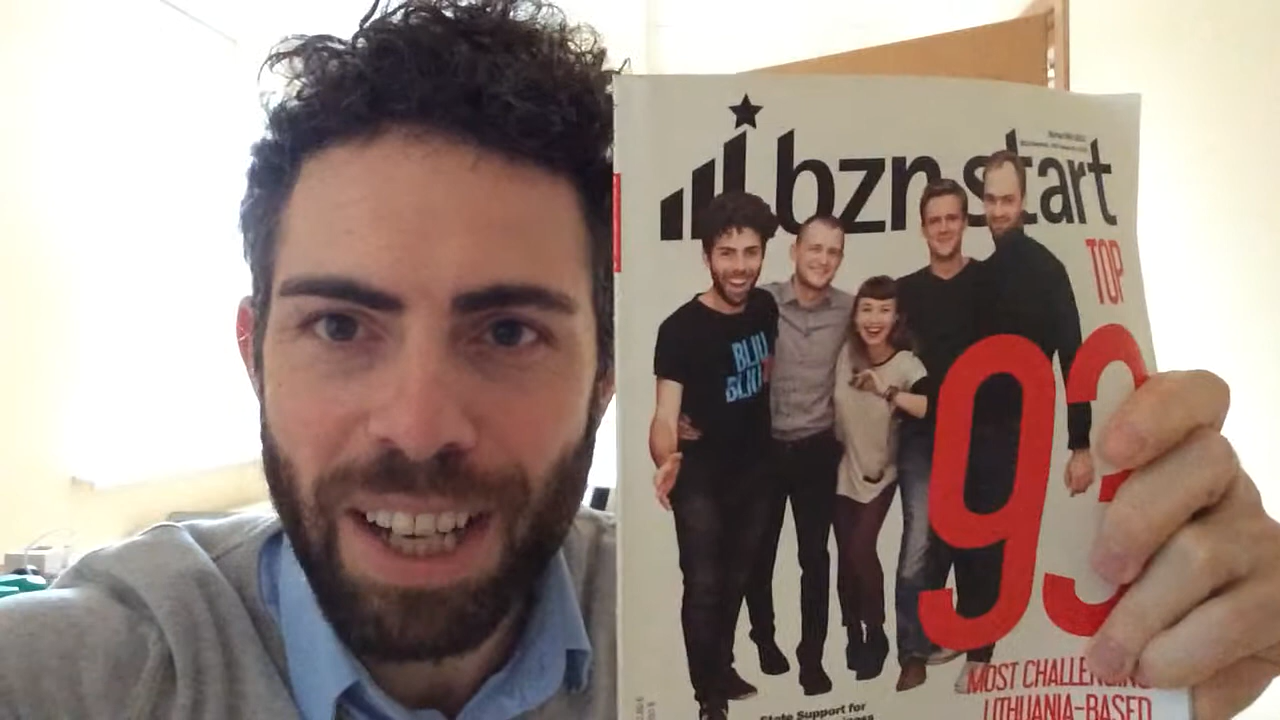 bzn start
TOP
93
BLIU
BLIU
MOST CHALLENGING
LITHUANIA-BASED
State Support for